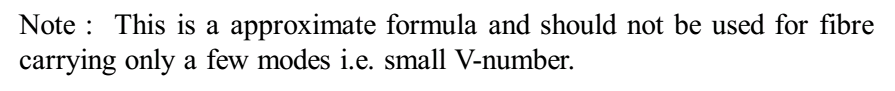 Note :  This is a approximate formula and should not be used for fibre
carrying only a few modes i.e. small V-number.